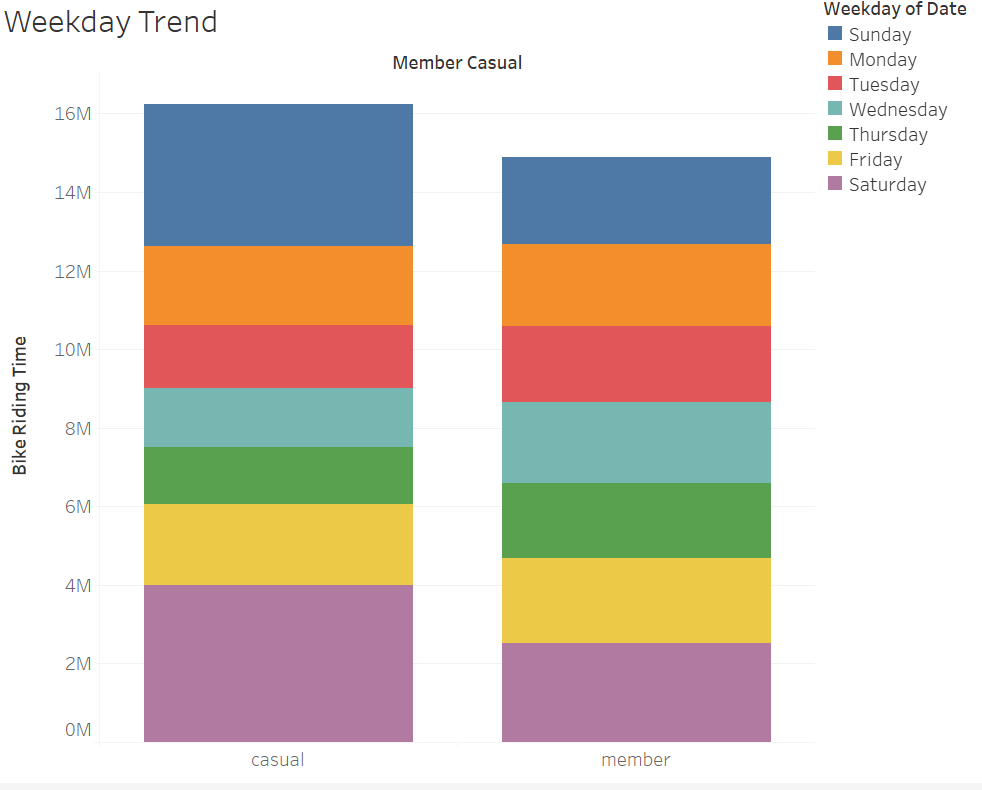 Weekday Trend
Member Casual
Weekday of Date
Sunday
Monday
Tuesday
Wednesday
Thursday
Friday
Saturday
Bike Riding Time
16M
14M
12M
10M
8M
6M
4M
2M
0M
casual
member